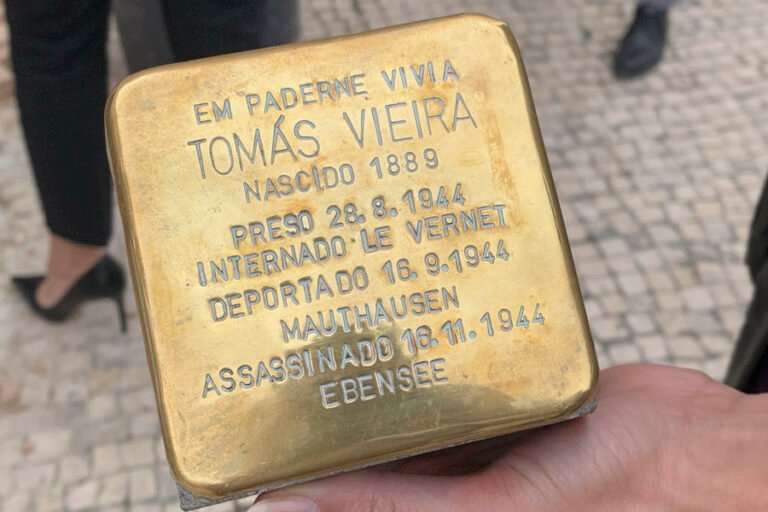 EM PADERNE VIVIA
TOMÁS VIEIRA
NASCIDO 1889
PRESO 28.8.1944
INTERNADO LE VERNET
DEPORTADO 16.9.1944
MAUTHAUSEN
ASSASSINADO 16.11.1944
EBENSEE